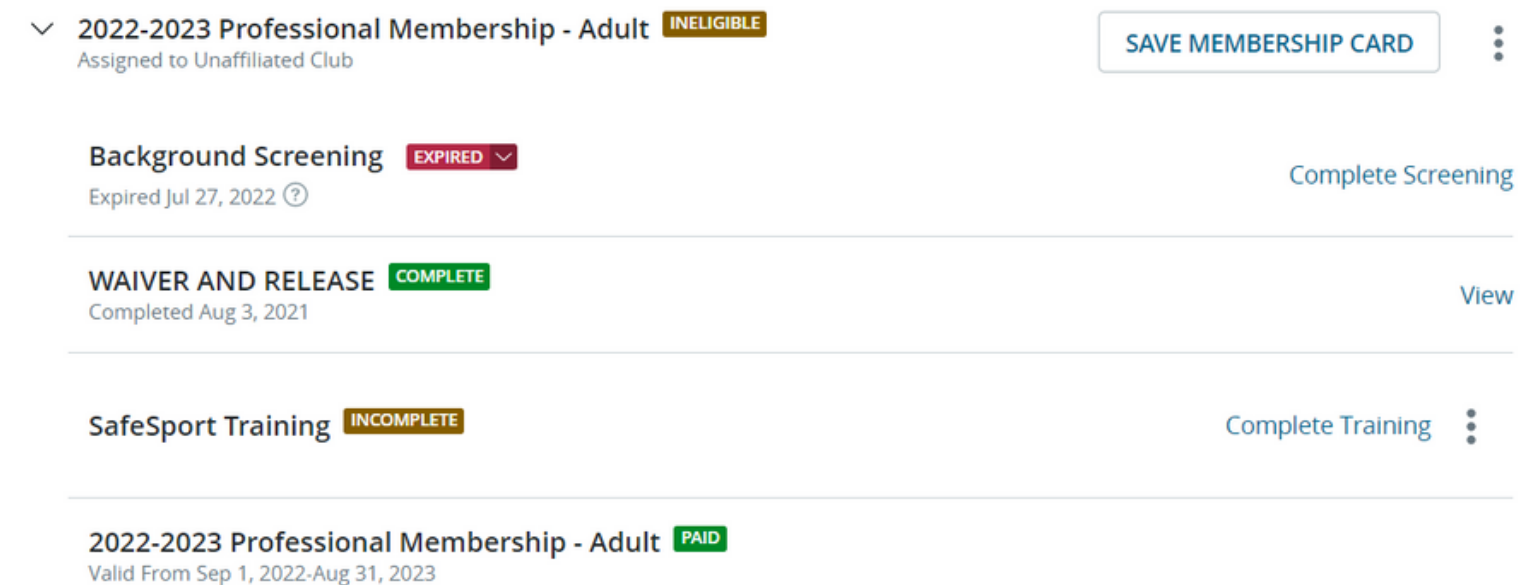 2022-2023 Professional Membership - Adult INELIGIBLE
SAVE MEMBERSHIP CARD
Assigned to Unaffiliated Club
Background Screening EXPIRED
Complete Screening
Expired Jul 27, 2022 ?
WAIVER AND RELEASE COMPLETE
View
Completed Aug 3, 2021
SafeSport Training INCOMPLETE
Complete Training
2022-2023 Professional Membership - Adult PAID
Valid From Sep 1, 2022-Aug 31, 2023